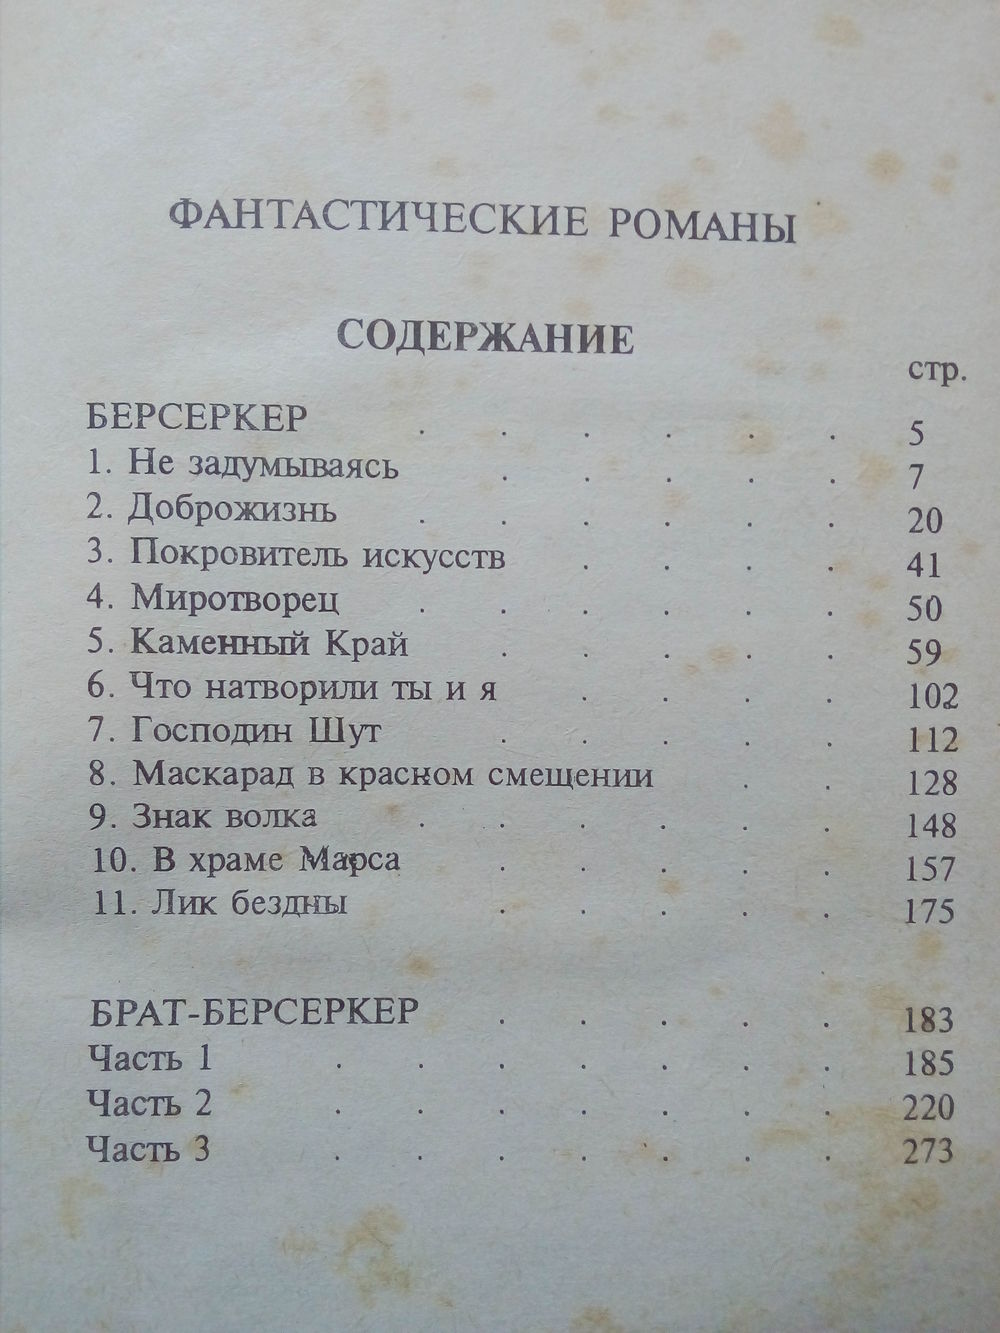 ФАНТАСТИЧЕСКИЕ РОМАНЫ
СОДЕРЖАНИЕ
стр.
БЕРСЕРКЕР . . . . . . 5
1. Не задумываясь . . . . . 7
2. Доброжизнь . . . . . . 20
3. Покровитель искусств . . . . 41
4. Миротворец . . . . . . 50
5. Каменный Край . . . . . 59
6. Что натворили ты и я . . . . 102
7. Господин Шут . . . . . 112
8. Маскарад в красном смещении . . 128
9. Знак волка . . . . . . 148
10. В храме Марса . . . . . 157
11. Лик бездны . . . . . 175
БРАТ-БЕРСЕРКЕР . . . . . 183
Часть 1 . . . . . . . 185
Часть 2 . . . . . . . 220
Часть 3 . . . . . . . 273